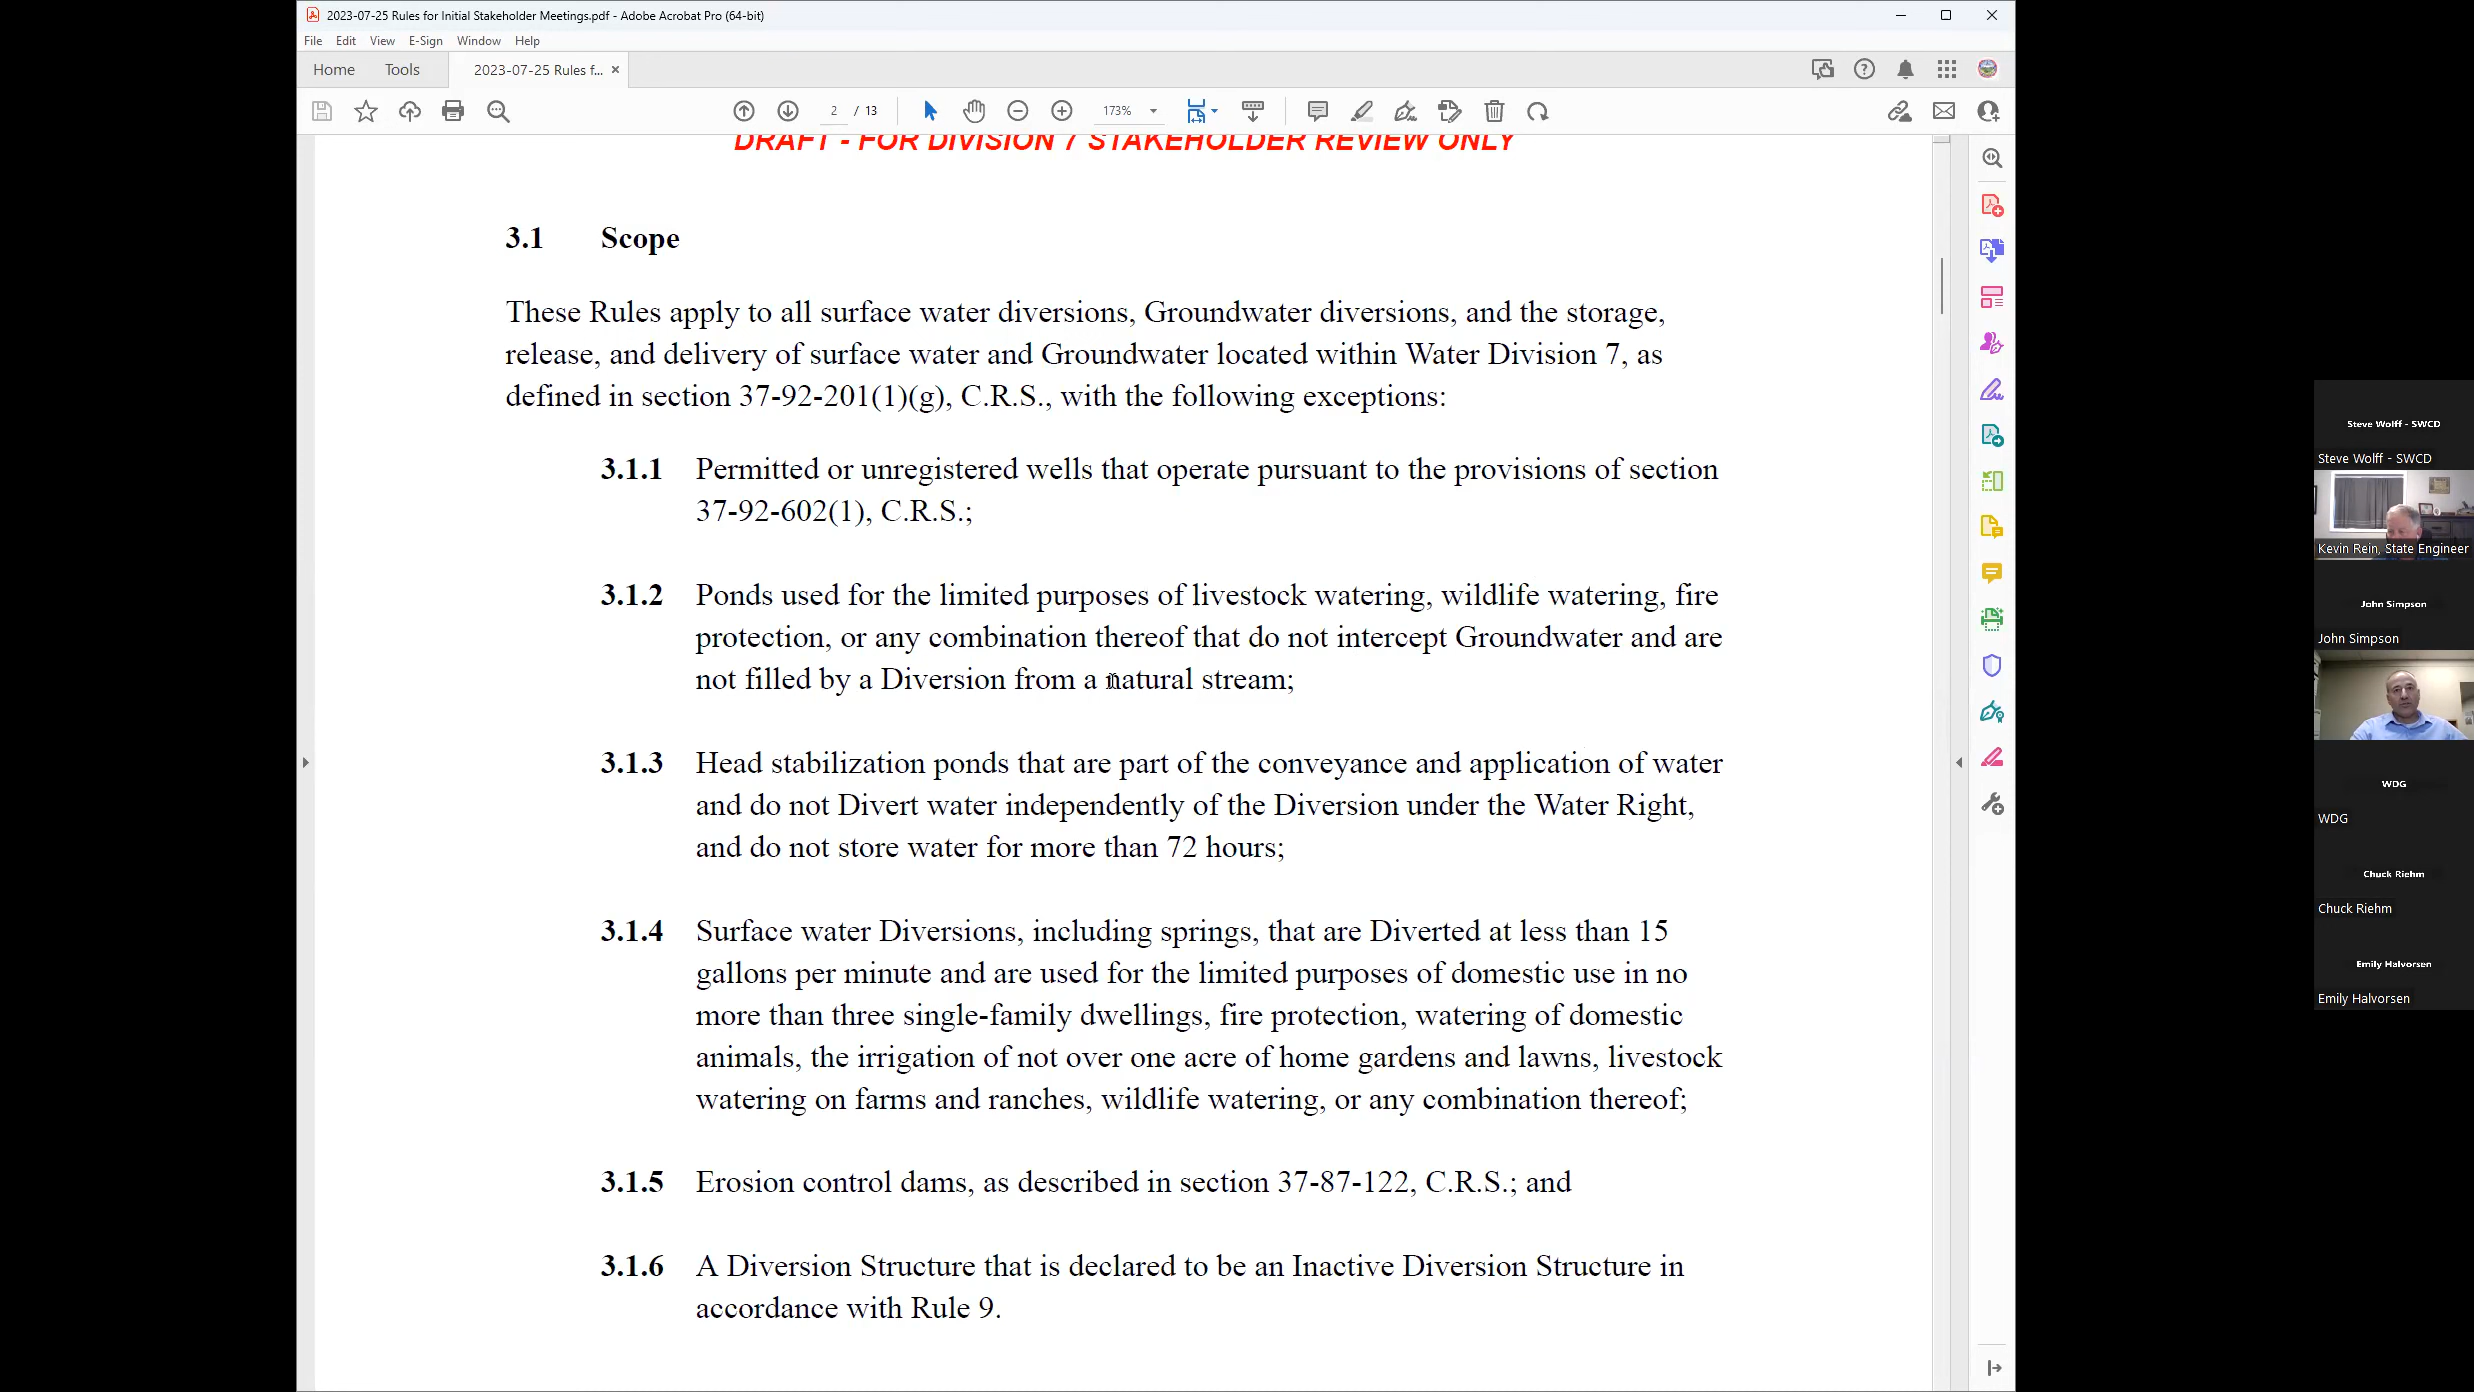 2023-07-25 Rules for Initial Stakeholder Meetings.pdf - Adobe Acrobat Pro (64-bit)
File Edit View E-Sign Window Help
Home Tools 2023-07-25 Rules f... ×
2 / 13 173%
DRAFT - FOR DIVISION 7 STAKEHOLDER REVIEW ONLY
3.1 Scope
These Rules apply to all surface water diversions, Groundwater diversions, and the storage,
release, and delivery of surface water and Groundwater located within Water Division 7, as
defined in section 37-92-201(1)(g), C.R.S., with the following exceptions:
3.1.1 Permitted or unregistered wells that operate pursuant to the provisions of section
37-92-602(1), C.R.S.;
3.1.2 Ponds used for the limited purposes of livestock watering, wildlife watering, fire
protection, or any combination thereof that do not intercept Groundwater and are
not filled by a Diversion from a natural stream;
3.1.3 Head stabilization ponds that are part of the conveyance and application of water
and do not Divert water independently of the Diversion under the Water Right,
and do not store water for more than 72 hours;
3.1.4 Surface water Diversions, including springs, that are Diverted at less than 15
gallons per minute and are used for the limited purposes of domestic use in no
more than three single-family dwellings, fire protection, watering of domestic
animals, the irrigation of not over one acre of home gardens and lawns, livestock
watering on farms and ranches, wildlife watering, or any combination thereof;
3.1.5 Erosion control dams, as described in section 37-87-122, C.R.S.; and
3.1.6 A Diversion Structure that is declared to be an Inactive Diversion Structure in
accordance with Rule 9.
Steve Wolff - SWCD
Steve Wolff - SWCD
Kevin Rein, State Engineer
John Simpson
John Simpson
WDG
WDG
Chuck Riehm
Chuck Riehm
Emily Halvorsen
Emily Halvorsen